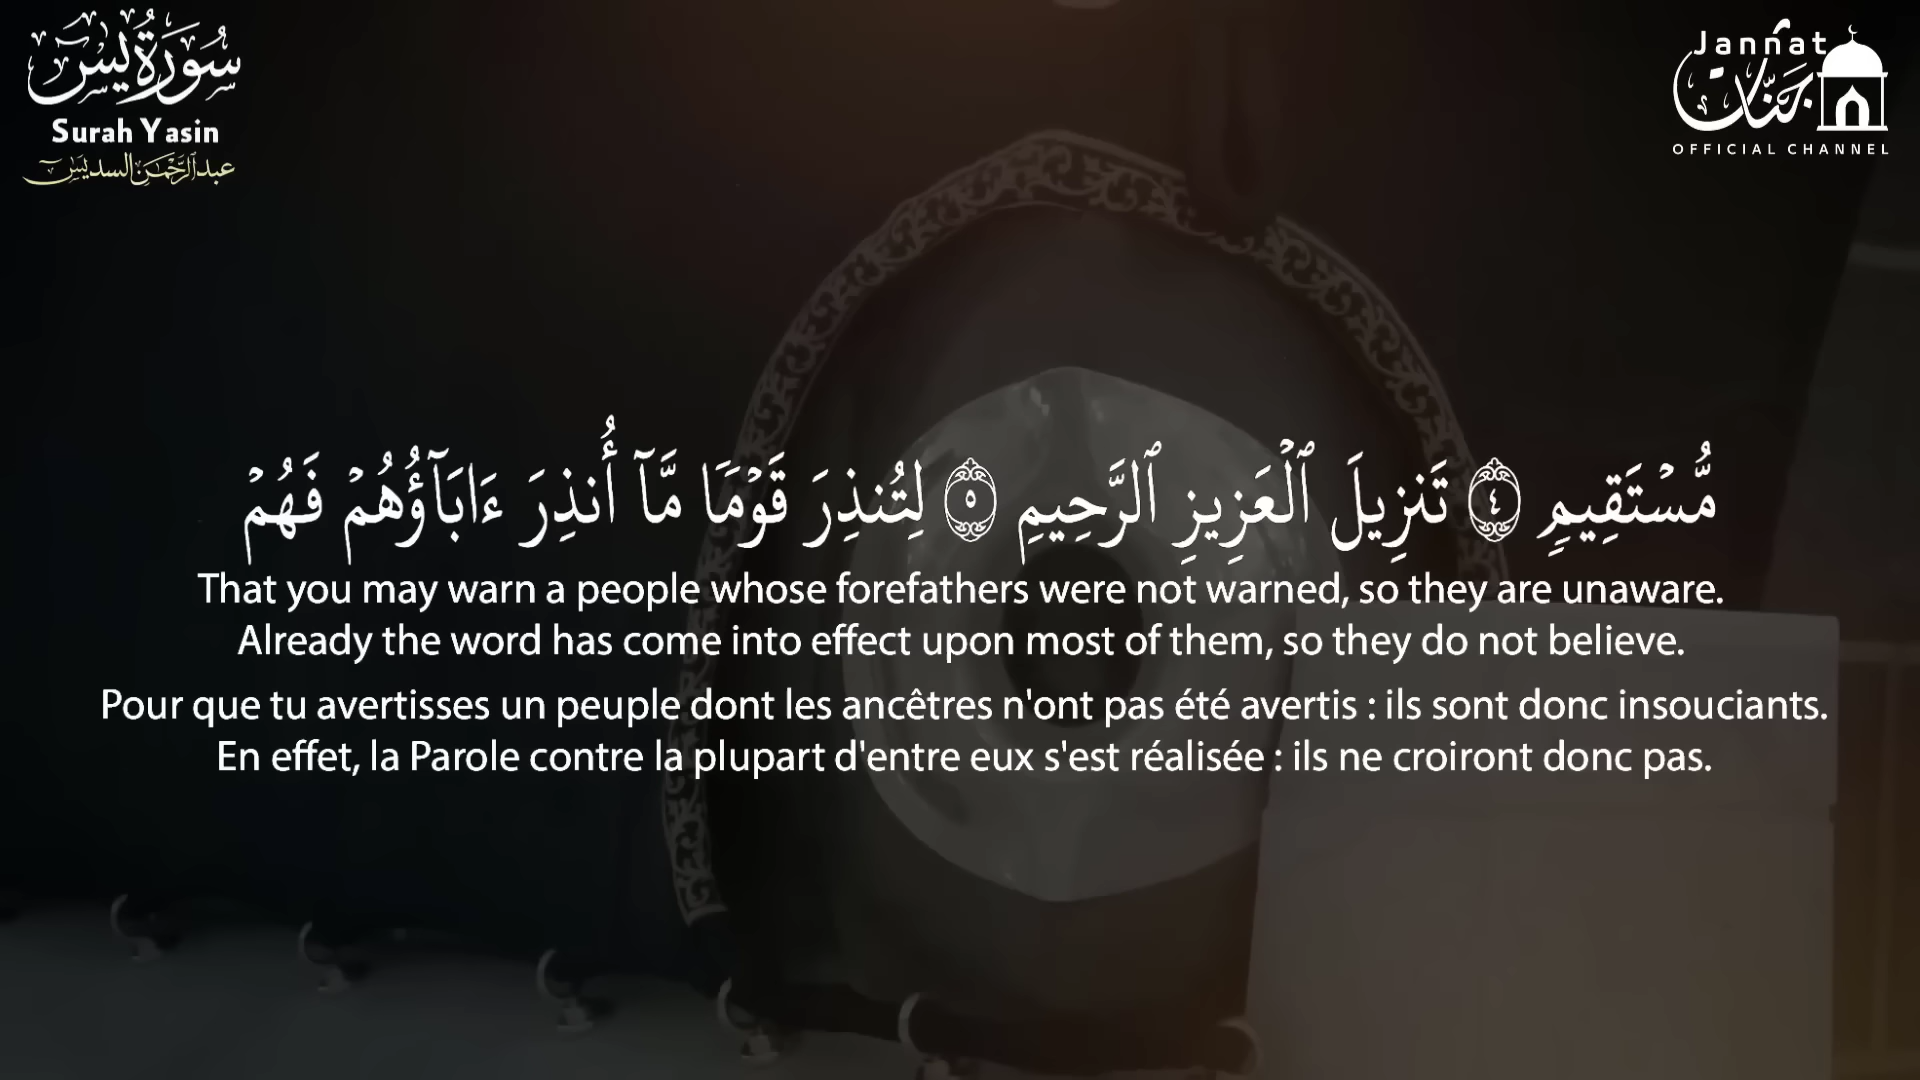 سُورَةُ يٓسٓ
Surah Yasin
عبد الرَّحْمَن السديس
Jannat
جَنَّات
OFFICIAL CHANNEL
مُّسْتَقِيمٍ ٤ تَنزِيلَ ٱلْعَزِيزِ ٱلرَّحِيمِ ٥ لِتُنذِرَ قَوْمًا مَّآ أُنذِرَ ءَابَآؤُهُمْ فَهُمْ
That you may warn a people whose forefathers were not warned, so they are unaware.
Already the word has come into effect upon most of them, so they do not believe.
Pour que tu avertisses un peuple dont les ancêtres n'ont pas été avertis : ils sont donc insouciants.
En effet, la Parole contre la plupart d'entre eux s'est réalisée : ils ne croiront donc pas.